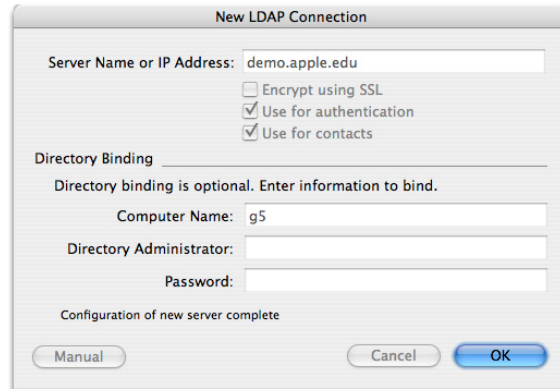 New LDAP Connection
Server Name or IP Address: demo.apple.edu
Encrypt using SSL
Use for authentication
Use for contacts
Directory Binding
Directory binding is optional. Enter information to bind.
Computer Name: g5
Directory Administrator:
Password:
Configuration of new server complete
Manual Cancel OK